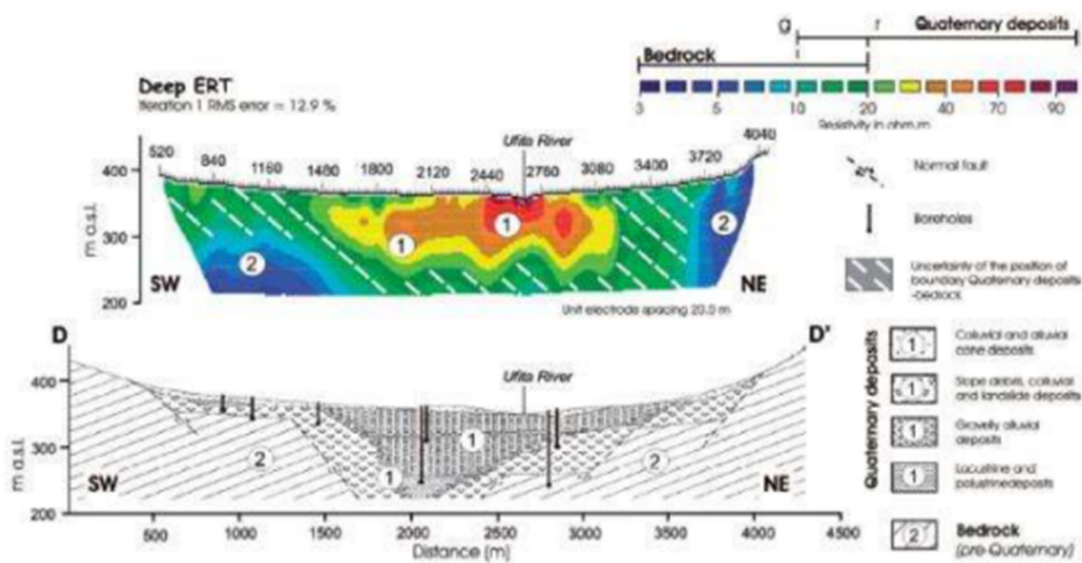 g r Quaternary deposits
Bedrock
Deep ERT
Iteration 1 RMS error = 12.9 %
3 5 10 20 40 70 90
Resistivity in ohm.m
Ufita River
520 840 1160 1480 1800 2120 2440 2760 3080 3400 3720 4040
400
300
200
m a.s.l.
1 1 2 2
SW NE
Unit electrode spacing 20.0 m
Normal fault
Boreholes
Uncertainty of the position of
boundary Quaternary deposits
-bedrock
D D'
Ufita River
400
300
200
m a.s.l.
1 1 2 2
SW NE
500 1000 1500 2000 2500 3000 3500 4000 4500
Distance (m)
Quaternary deposits
1 Colluvial and alluvial
cone deposits
1 Slope debris, colluvial
and landslide deposits
1 Gravelly alluvial
deposits
1 Lacustrine and
palustrine deposits
2 Bedrock
(pre-Quaternary)